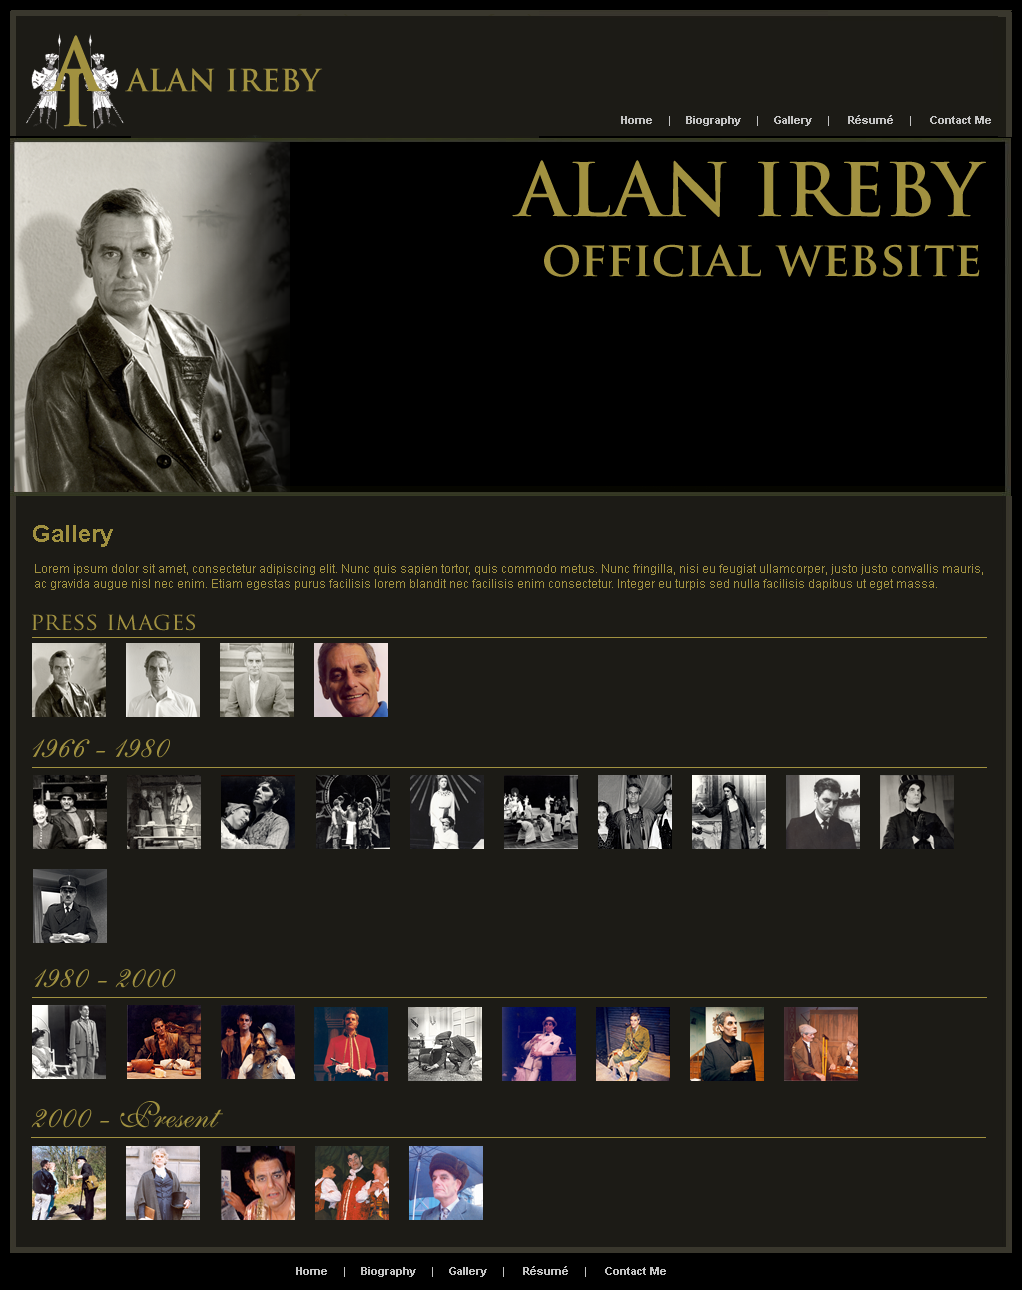 ALAN IREBY
Home | Biography | Gallery | Résumé | Contact Me
ALAN IREBY
OFFICIAL WEBSITE
Gallery
Lorem ipsum dolor sit amet, consectetur adipiscing elit. Nunc quis sapien tortor, quis commodo metus. Nunc fringilla, nisi eu feugiat ullamcorper, justo justo convallis mauris,
ac gravida augue nisl nec enim. Etiam egestas purus facilisis lorem blandit nec facilisis enim consectetur. Integer eu turpis sed nulla facilisis dapibus ut eget massa.
PRESS IMAGES
1966 - 1980
1980 - 2000
2000 - Present
Home | Biography | Gallery | Résumé | Contact Me